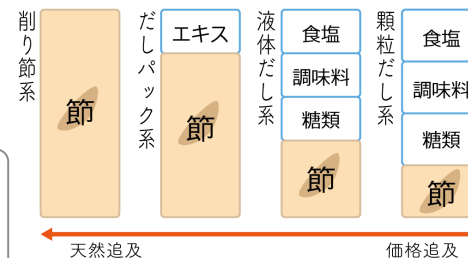 削り節系
節
だしパック系
エキス
節
液体だし系
食塩
調味料
糖類
節
顆粒だし系
食塩
調味料
糖類
節
天然追及
価格追及